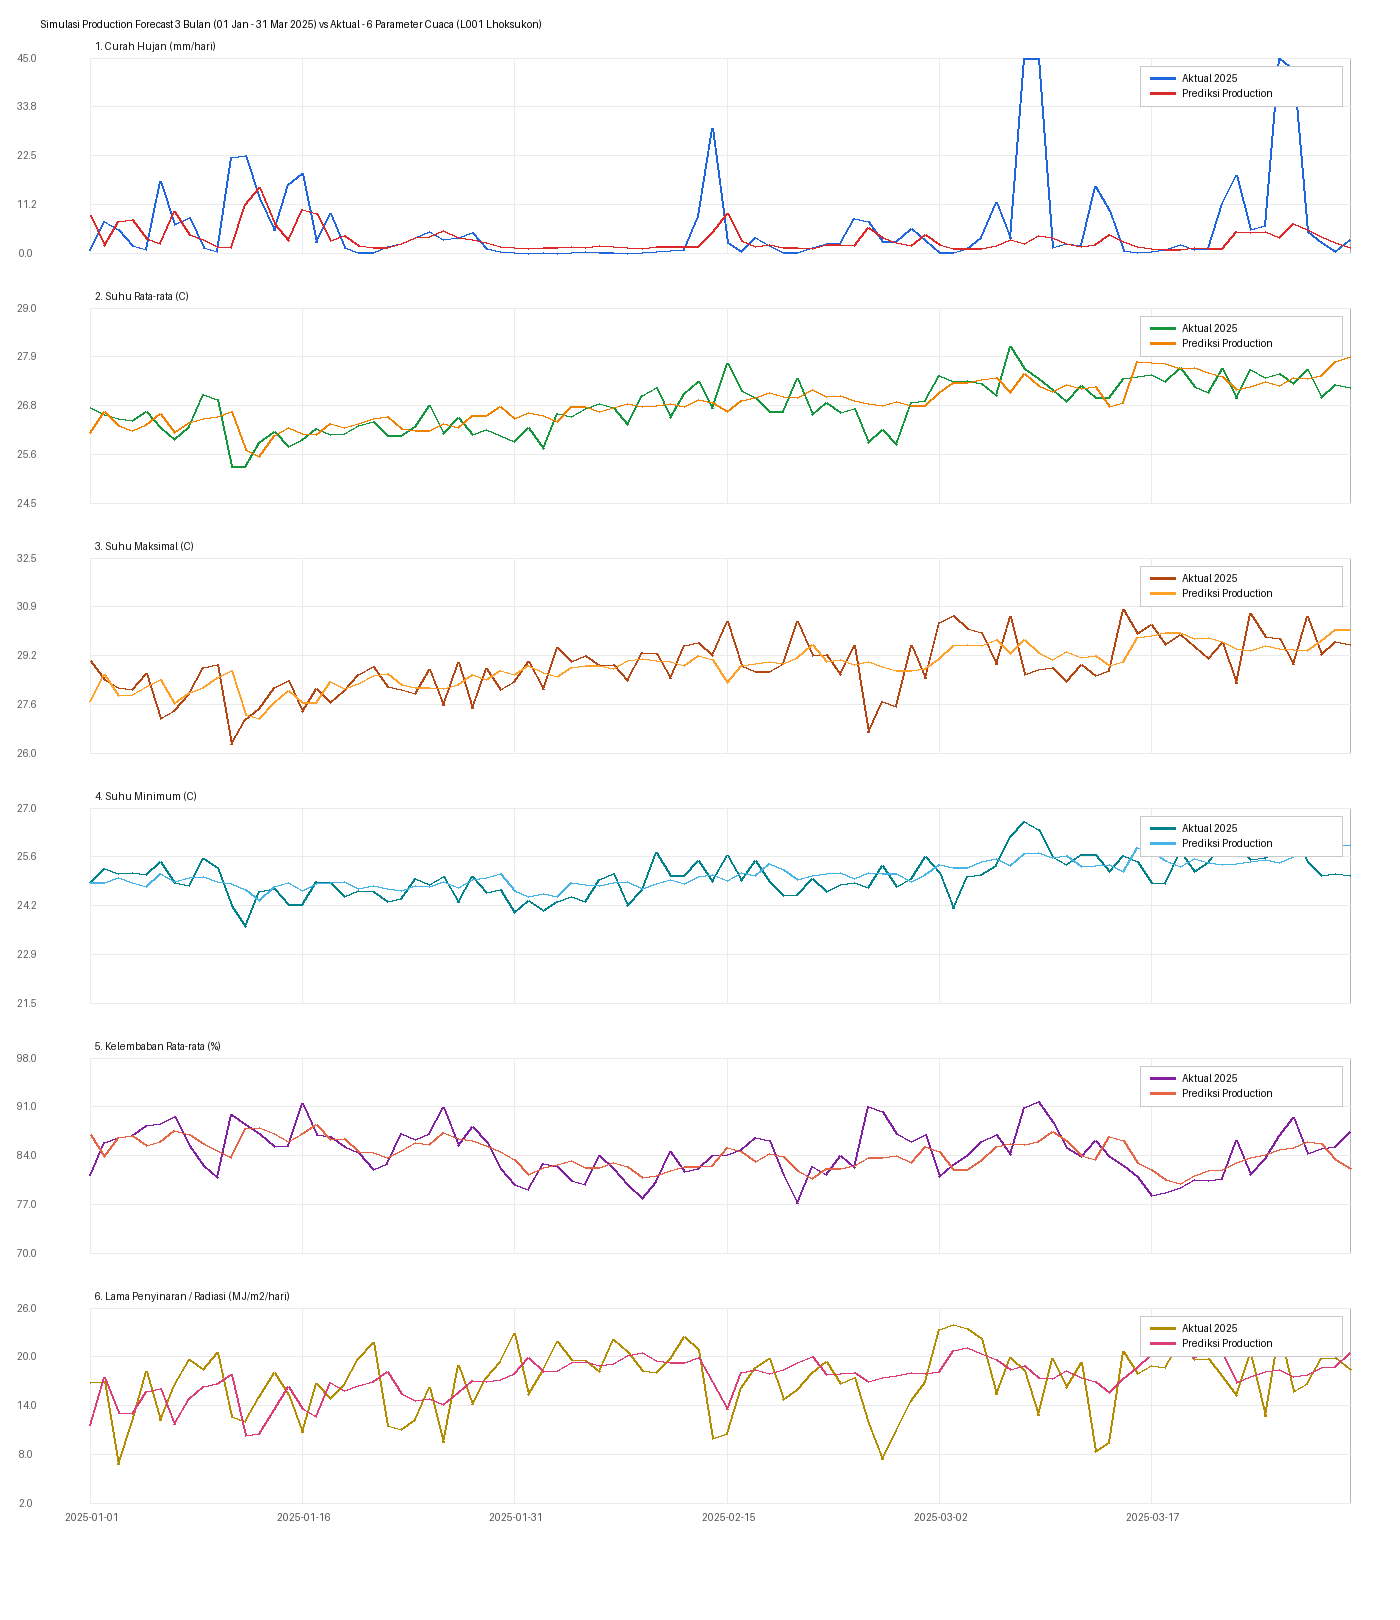 Simulasi Production Forecast 3 Bulan (01 Jan - 31 Mar 2025) vs Aktual - 6 Parameter Cuaca (L001 Lhoksukon)
1. Curah Hujan (mm/hari)
45.0
Aktual 2025
Prediksi Production
33.8
22.5
11.2
0.0
2. Suhu Rata-rata (C)
29.0
Aktual 2025
Prediksi Production
27.9
26.8
25.6
24.5
3. Suhu Maksimal (C)
32.5
Aktual 2025
Prediksi Production
30.9
29.2
27.6
26.0
4. Suhu Minimum (C)
27.0
Aktual 2025
Prediksi Production
25.6
24.2
22.9
21.5
5. Kelembaban Rata-rata (%)
98.0
Aktual 2025
Prediksi Production
91.0
84.0
77.0
70.0
6. Lama Penyinaran / Radiasi (MJ/m2/hari)
26.0
Aktual 2025
Prediksi Production
20.0
14.0
8.0
2.0
2025-01-01 2025-01-16 2025-01-31 2025-02-15 2025-03-02 2025-03-17